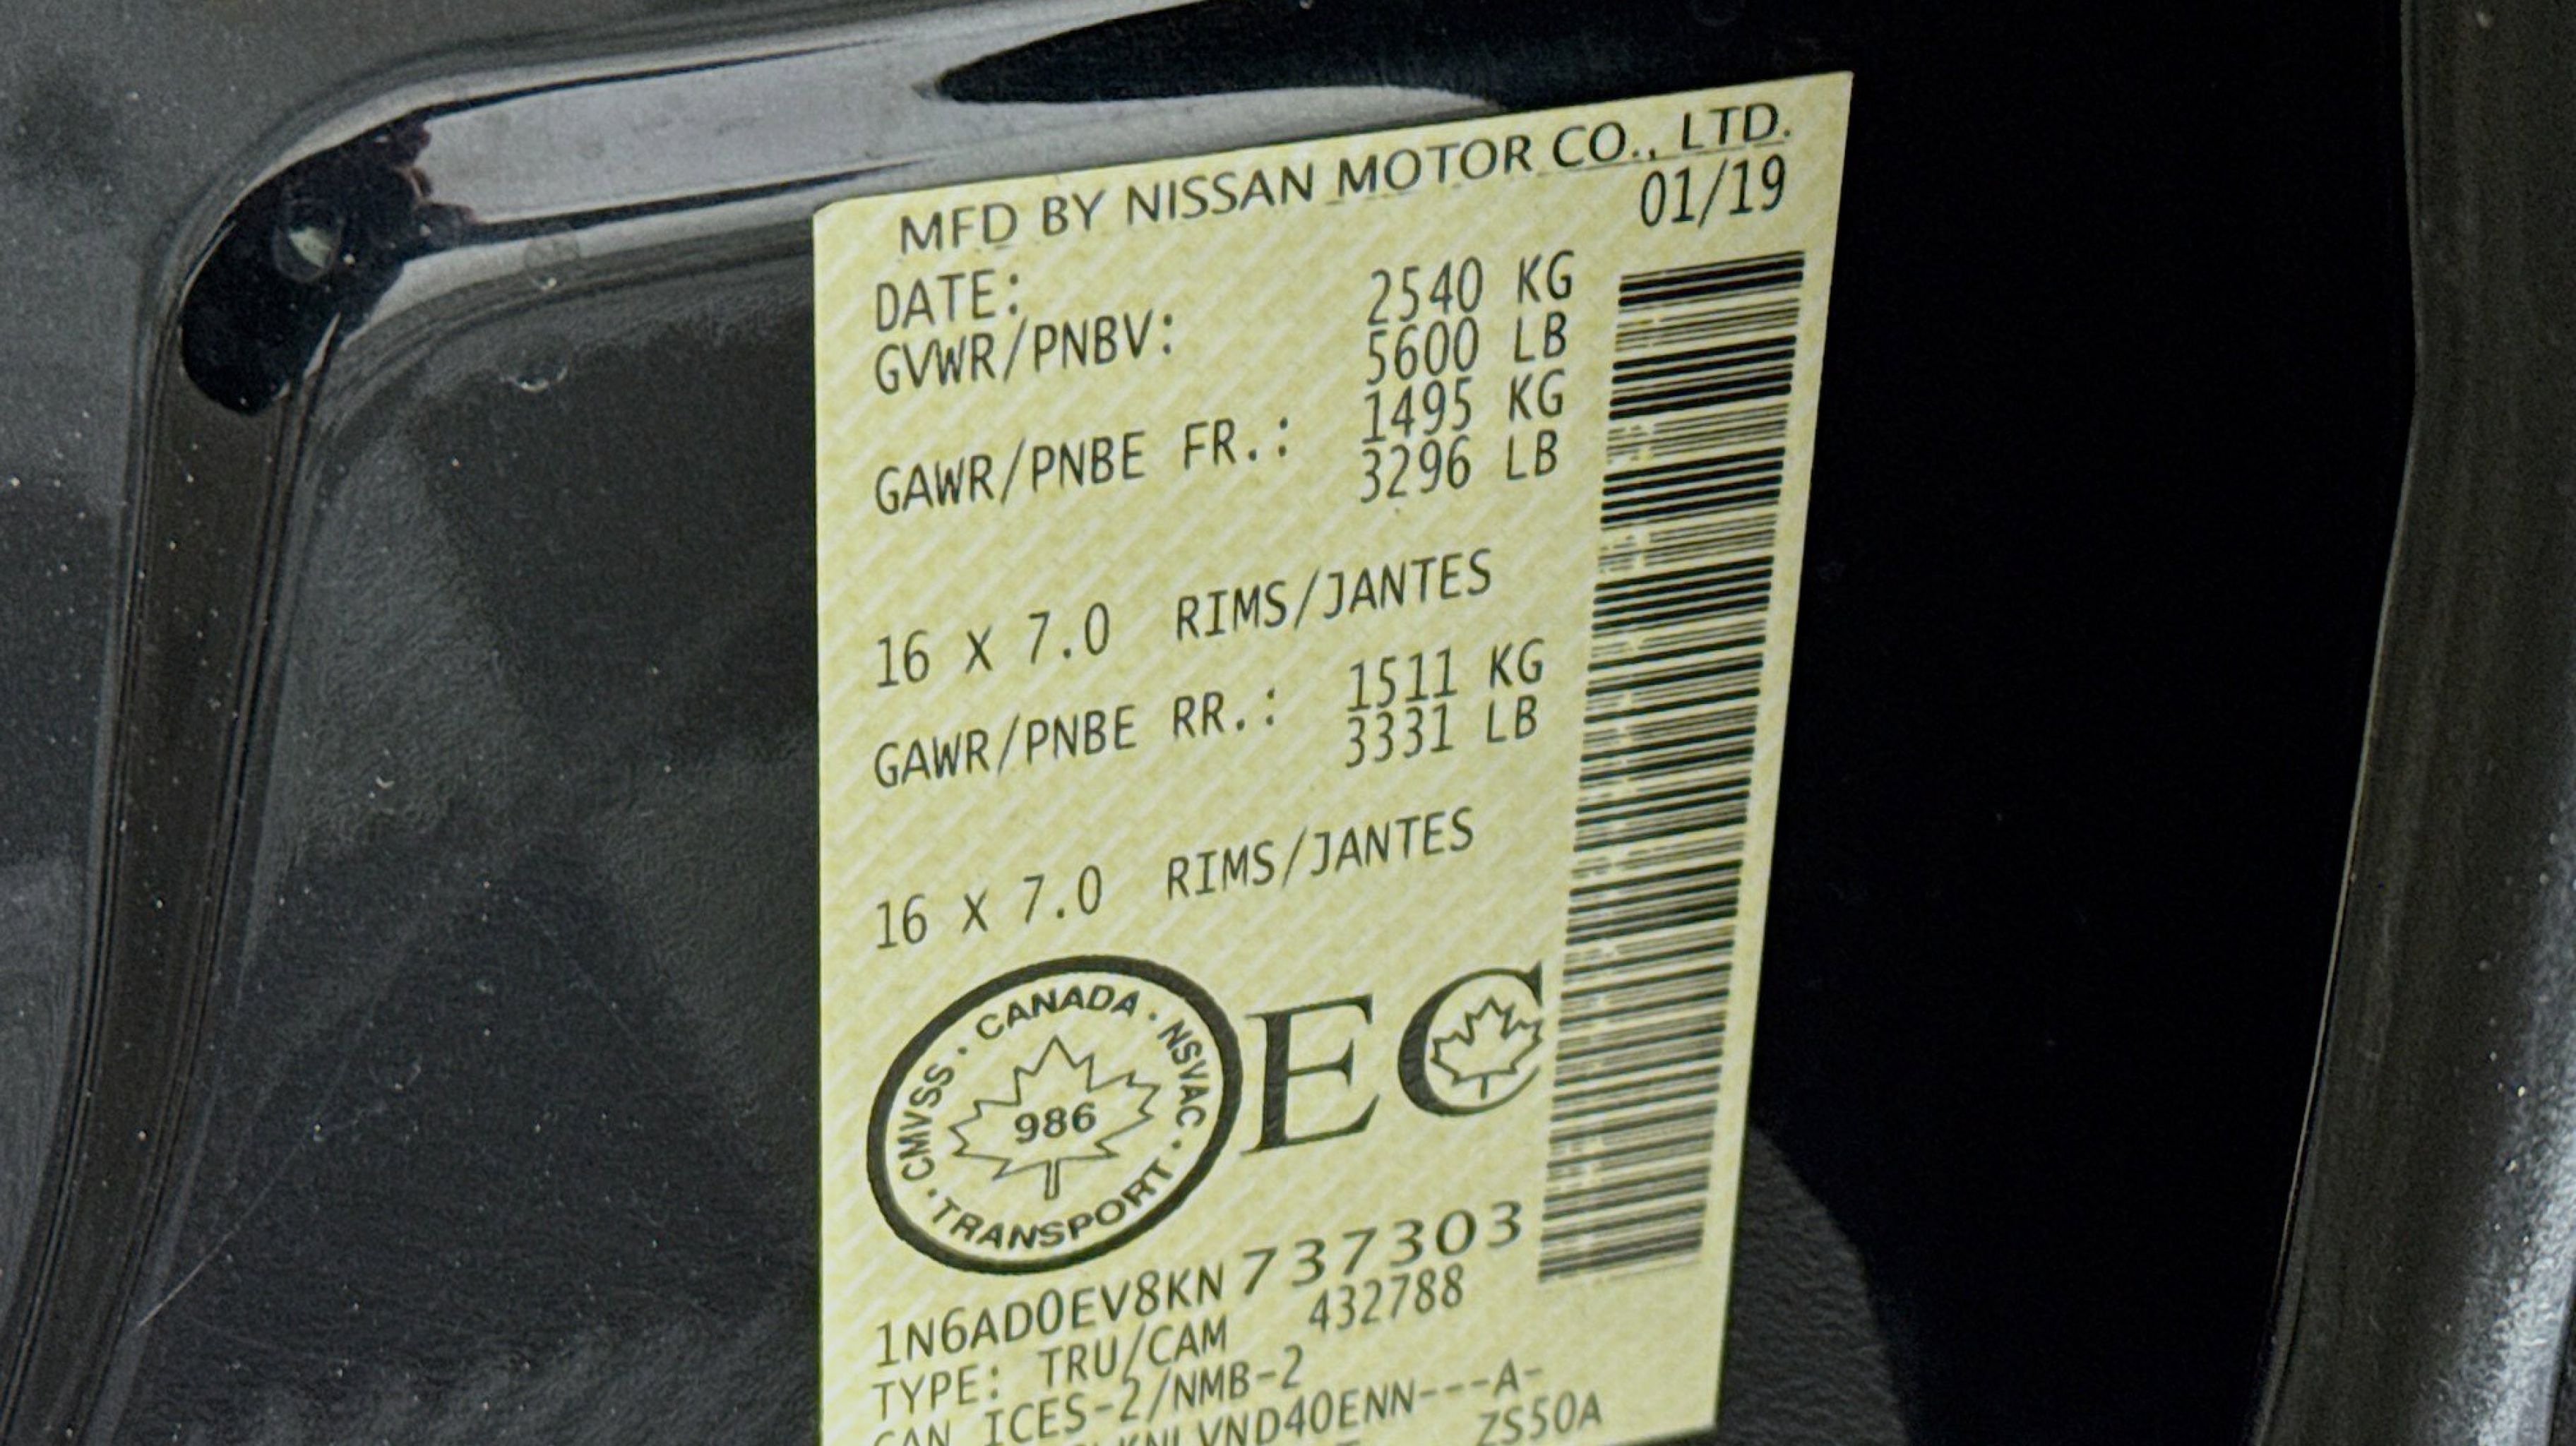 MFD BY NISSAN MOTOR CO., LTD.
DATE: 01/19
GVWR/PNBV: 2540 KG
5600 LB
GAWR/PNBE FR.: 1495 KG
3296 LB
16 X 7.0 RIMS/JANTES
GAWR/PNBE RR.: 1511 KG
3331 LB
16 X 7.0 RIMS/JANTES
· CANADA · NSVAC · TRANSPORT · CMVSS
986
EC
1N6AD0EV8KN737303
TYPE: TRU/CAM 432788
CAN ICES-2/NMB-2
ZS50A